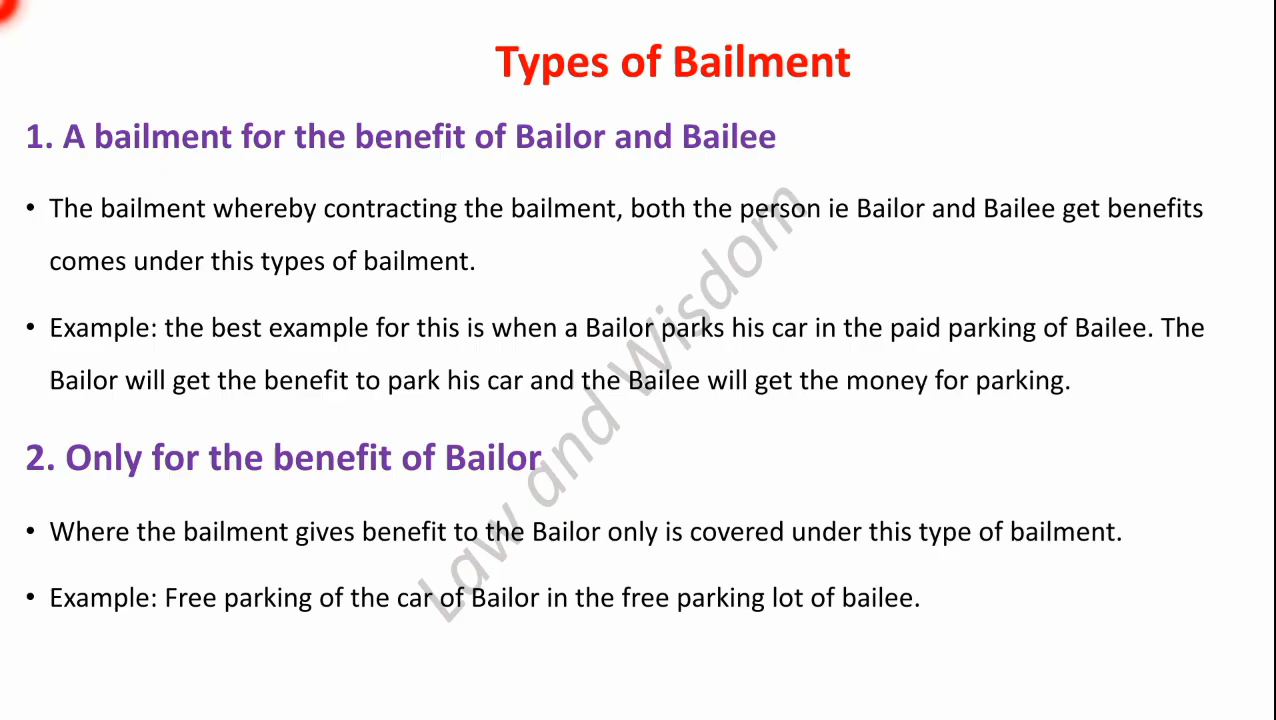 Types of Bailment
1. A bailment for the benefit of Bailor and Bailee
• The bailment whereby contracting the bailment, both the person ie Bailor and Bailee get benefits
comes under this types of bailment.
• Example: the best example for this is when a Bailor parks his car in the paid parking of Bailee. The
Bailor will get the benefit to park his car and the Bailee will get the money for parking.
2. Only for the benefit of Bailor
• Where the bailment gives benefit to the Bailor only is covered under this type of bailment.
• Example: Free parking of the car of Bailor in the free parking lot of bailee.
Law and Wisdom